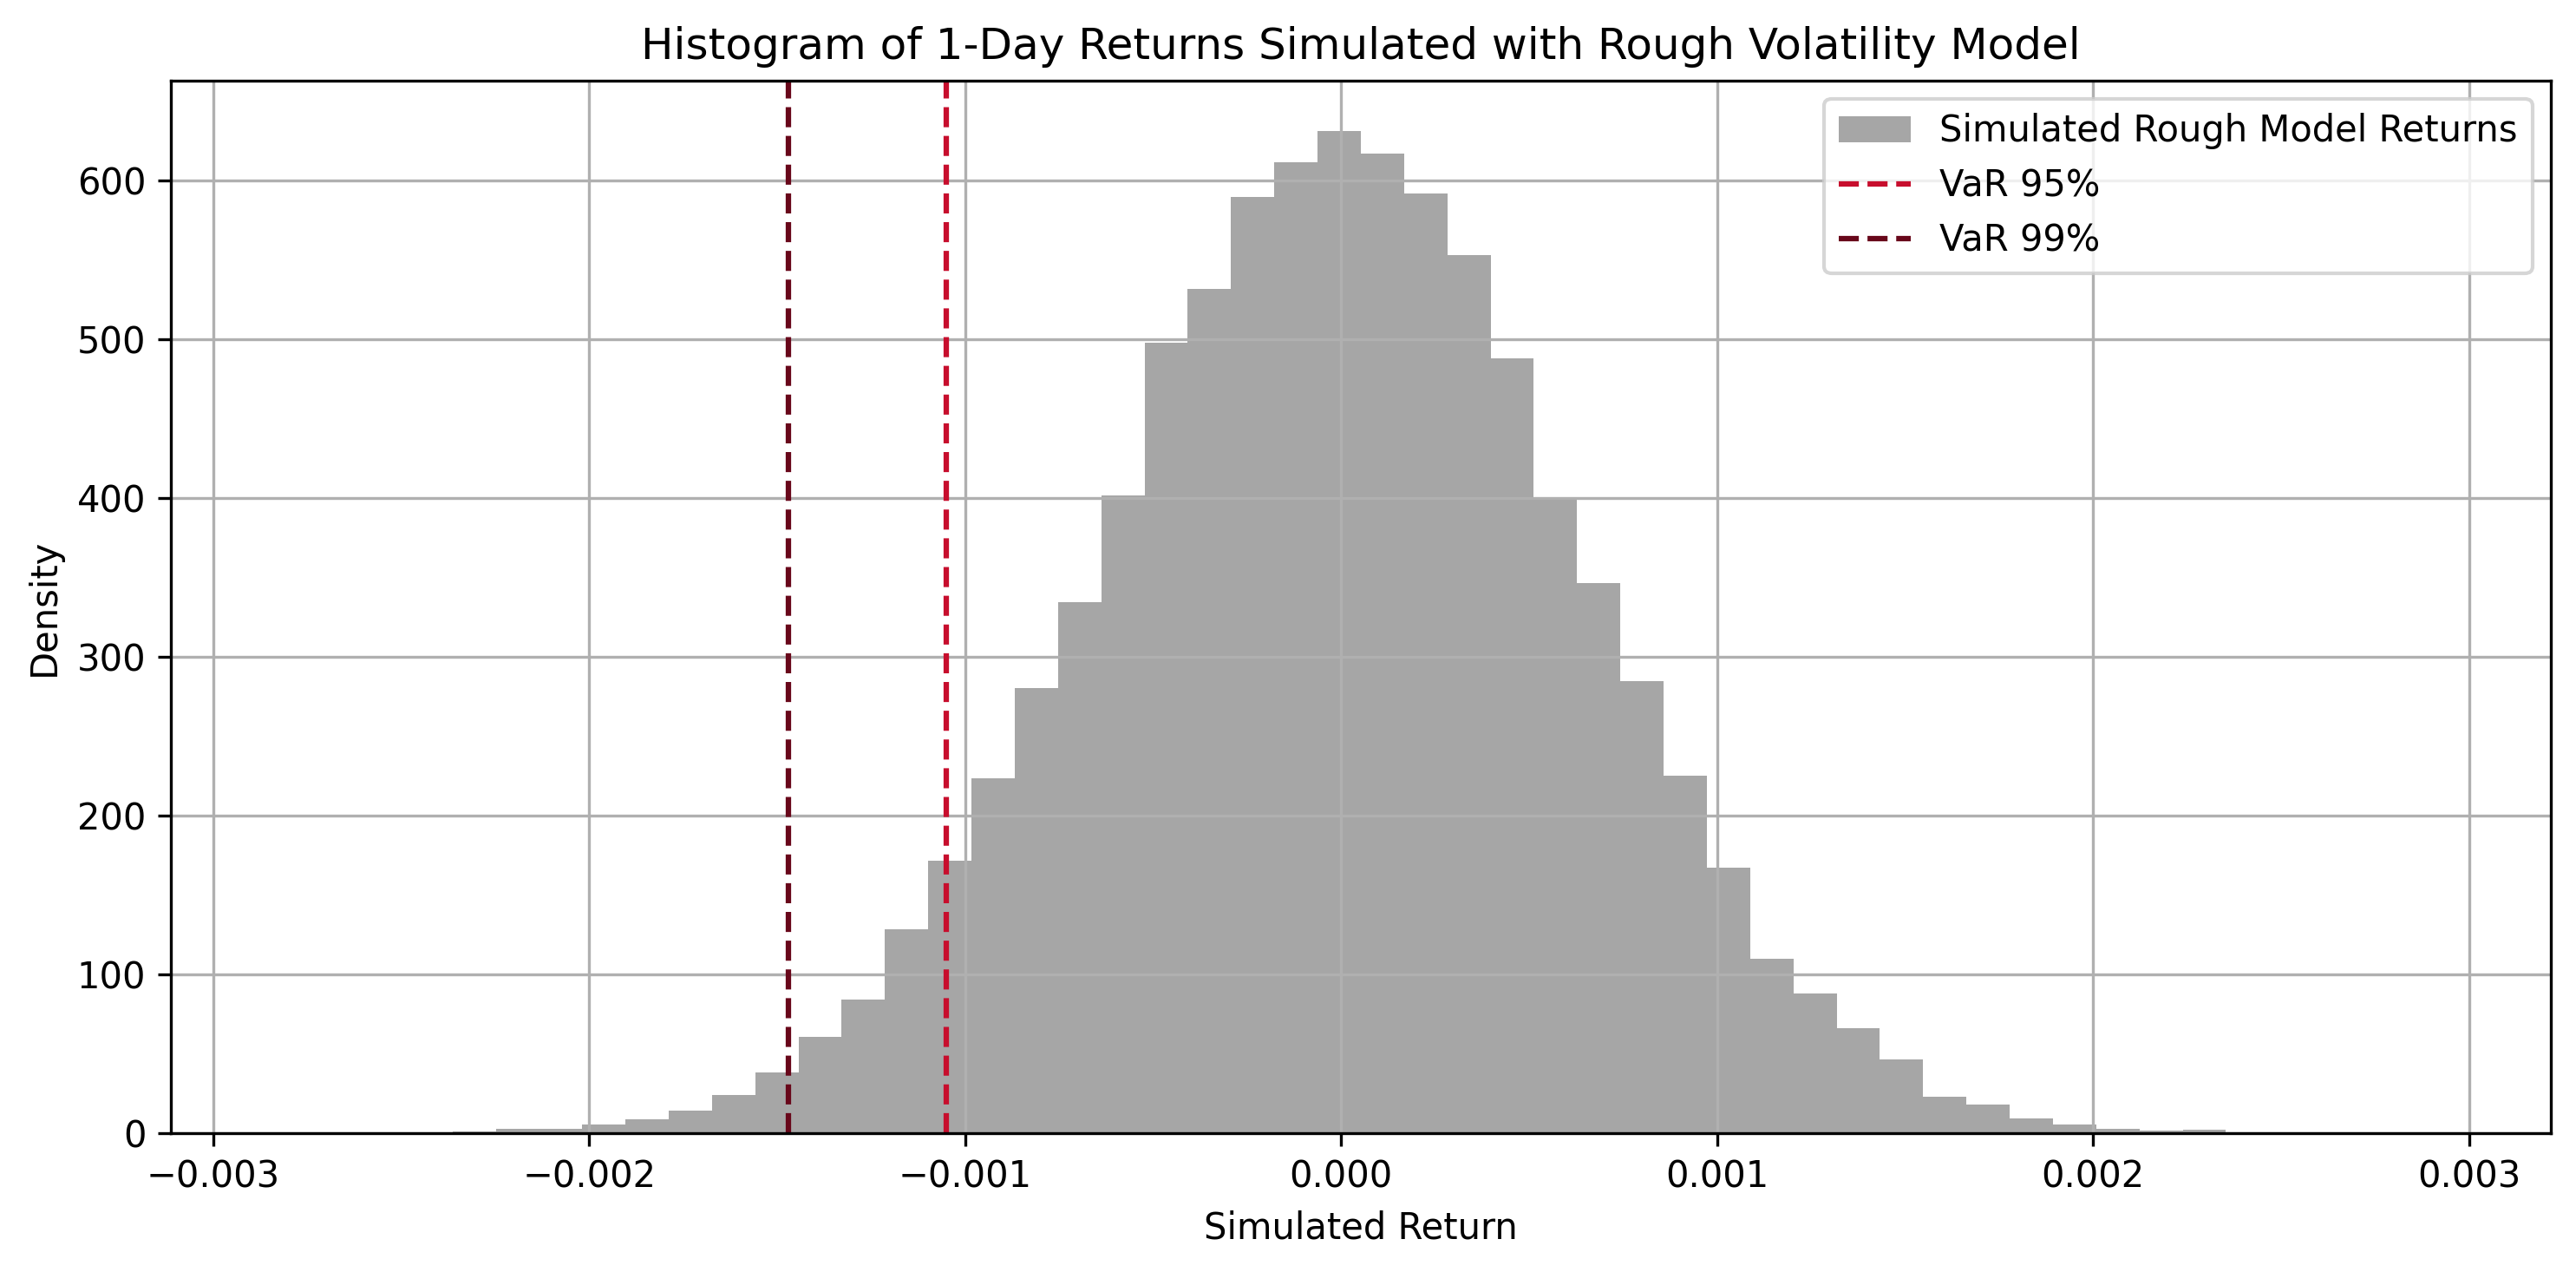 Histogram of 1-Day Returns Simulated with Rough Volatility Model
Simulated Rough Model Returns
VaR 95%
VaR 99%
600
500
400
300
200
100
0
Density
−0.003
−0.002
−0.001
0.000
0.001
0.002
0.003
Simulated Return